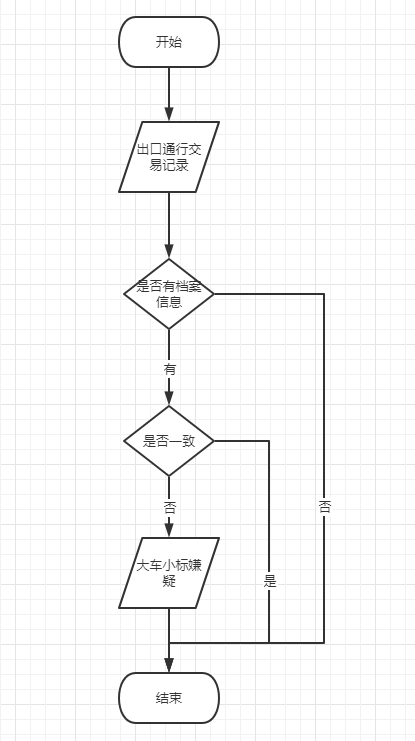 开始
出口通行交
易记录
是否有档案
信息
有
是否一致
否
否
大车小标嫌
疑
是
结束